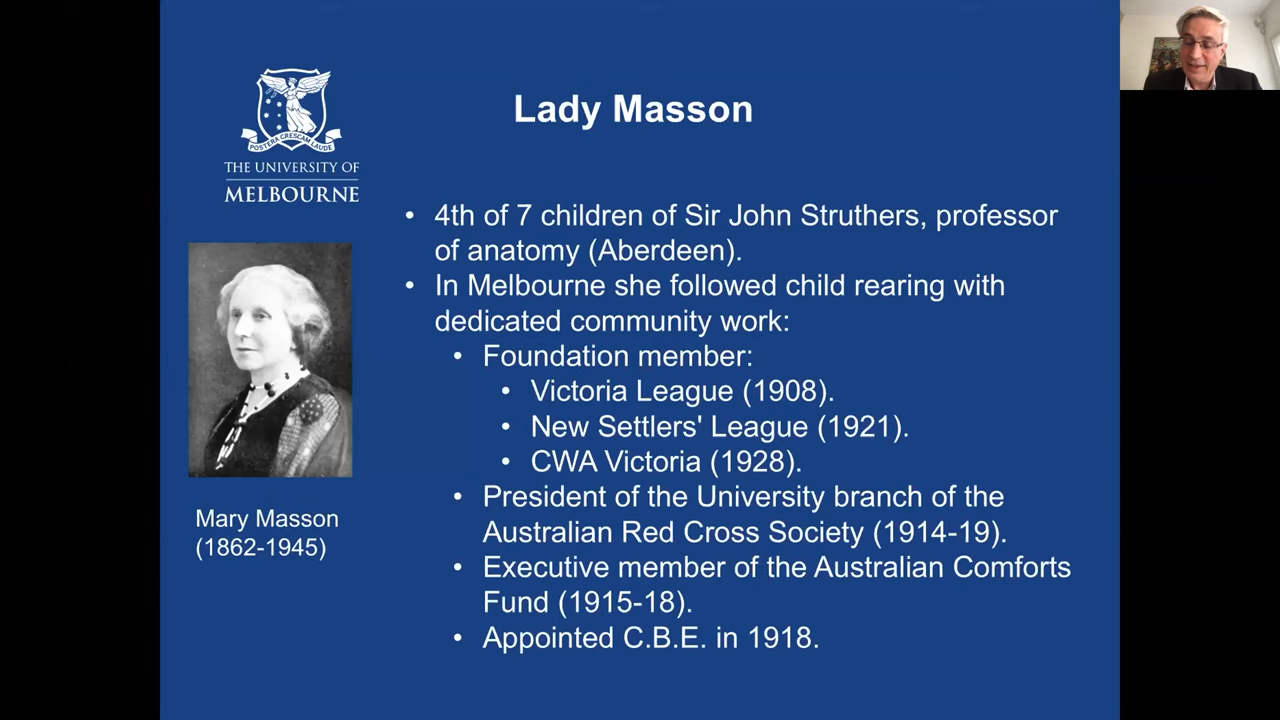 Lady Masson
POSTERA CRESCAM LAUDE
THE UNIVERSITY OF
MELBOURNE
• 4th of 7 children of Sir John Struthers, professor
of anatomy (Aberdeen).
• In Melbourne she followed child rearing with
dedicated community work:
• Foundation member:
• Victoria League (1908).
• New Settlers' League (1921).
• CWA Victoria (1928).
• President of the University branch of the
Australian Red Cross Society (1914-19).
• Executive member of the Australian Comforts
Fund (1915-18).
• Appointed C.B.E. in 1918.
Mary Masson
(1862-1945)